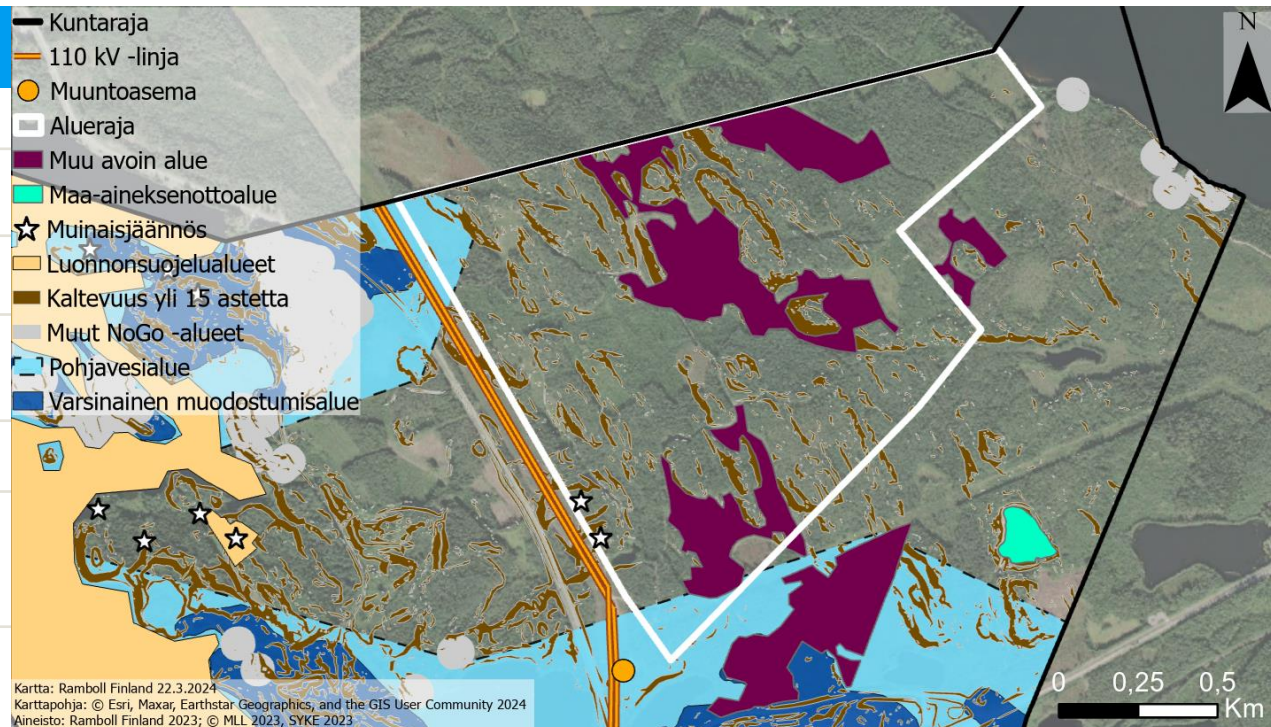 Kuntaraja
110 kV -linja
Muuntoasema
Alueraja
Muu avoin alue
Maa-aineksenottoalue
Muinaisjäännös
Luonnonsuojelualueet
Kaltevuus yli 15 astetta
Muut NoGo -alueet
Pohjavesialue
Varsinainen muodostumisalue
N
Kartta: Ramboll Finland 22.3.2024
Karttapohja: © Esri, Maxar, Earthstar Geographics, and the GIS User Community 2024
Aineisto: Ramboll Finland 2023; © MLL 2023, SYKE 2023
0 0,25 0,5
Km